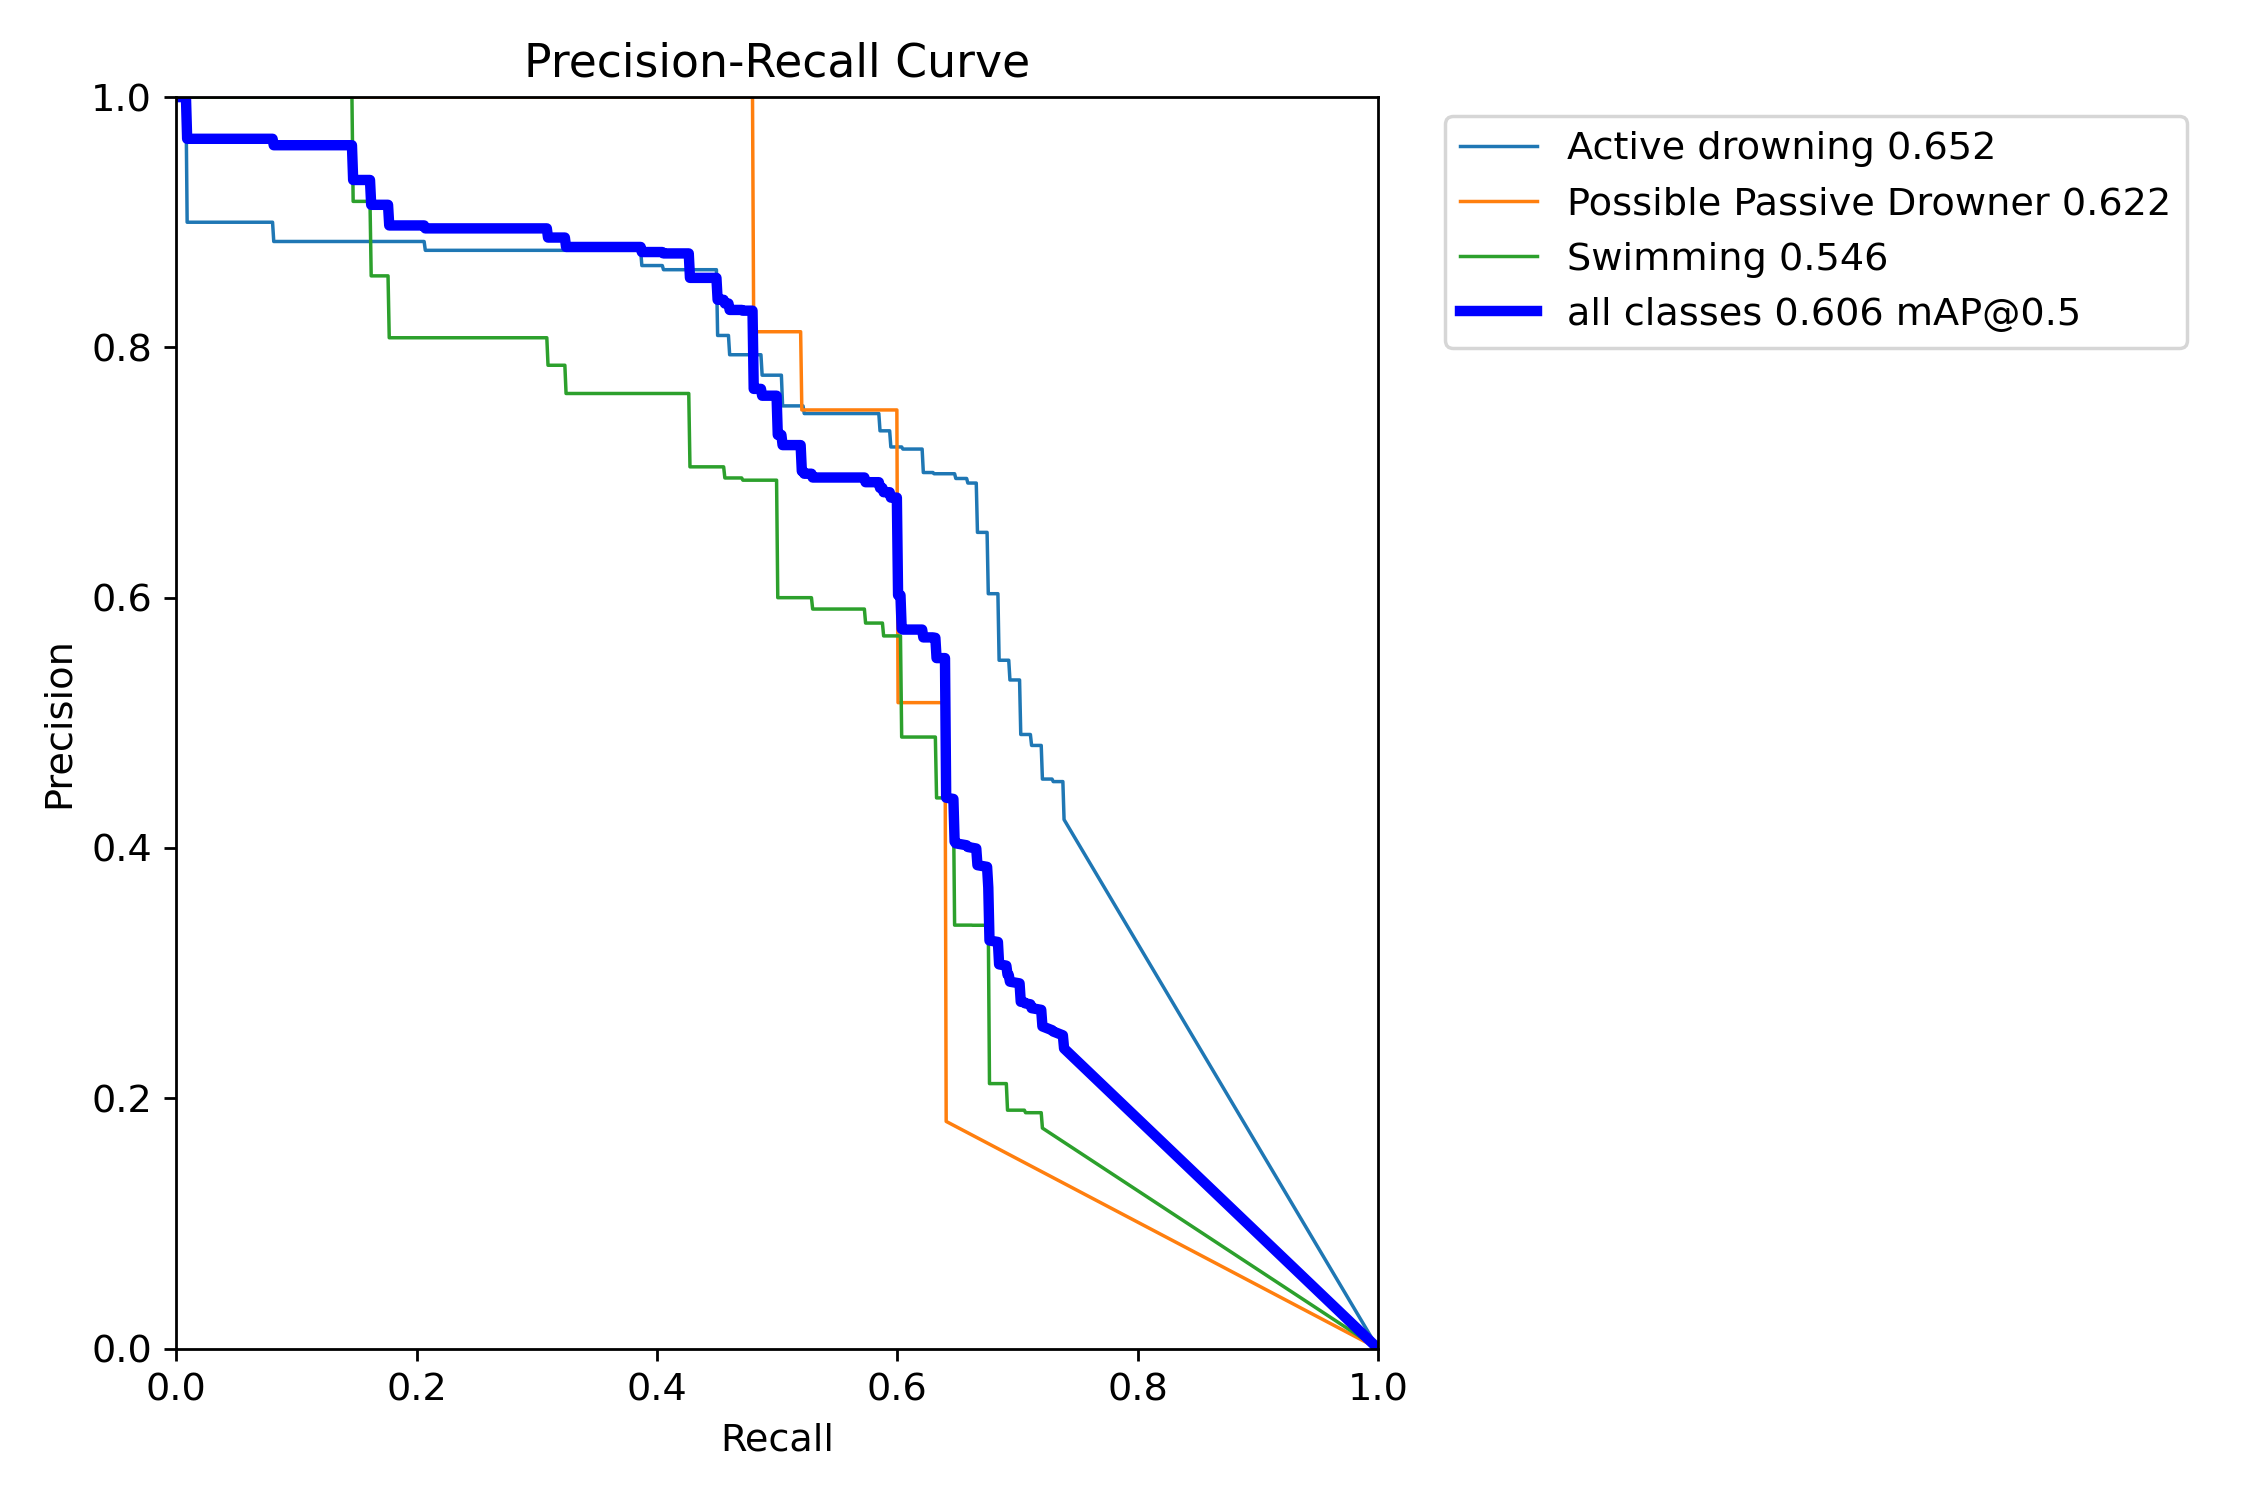 Precision-Recall Curve
1.0
0.8
0.6
0.4
0.2
0.0
Precision
0.0 0.2 0.4 0.6 0.8 1.0
Recall
Active drowning 0.652
Possible Passive Drowner 0.622
Swimming 0.546
all classes 0.606 mAP@0.5